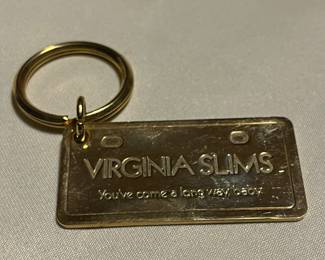 VIRGINIA SLIMS
You've come a long way, baby.